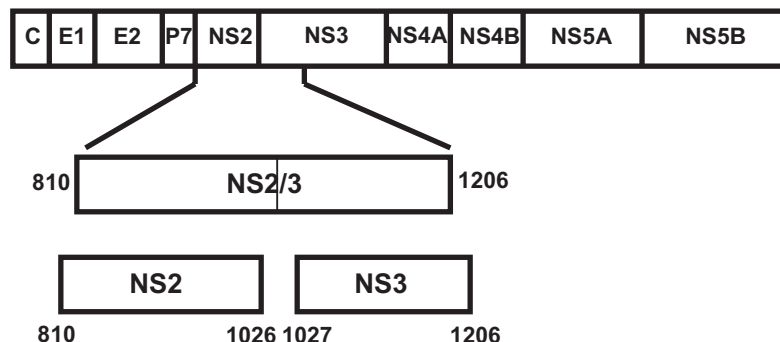 C E1 E2 P7 NS2 NS3 NS4A NS4B NS5A NS5B
810 NS2/3 1206
NS2 NS3
810 1026 1027 1206